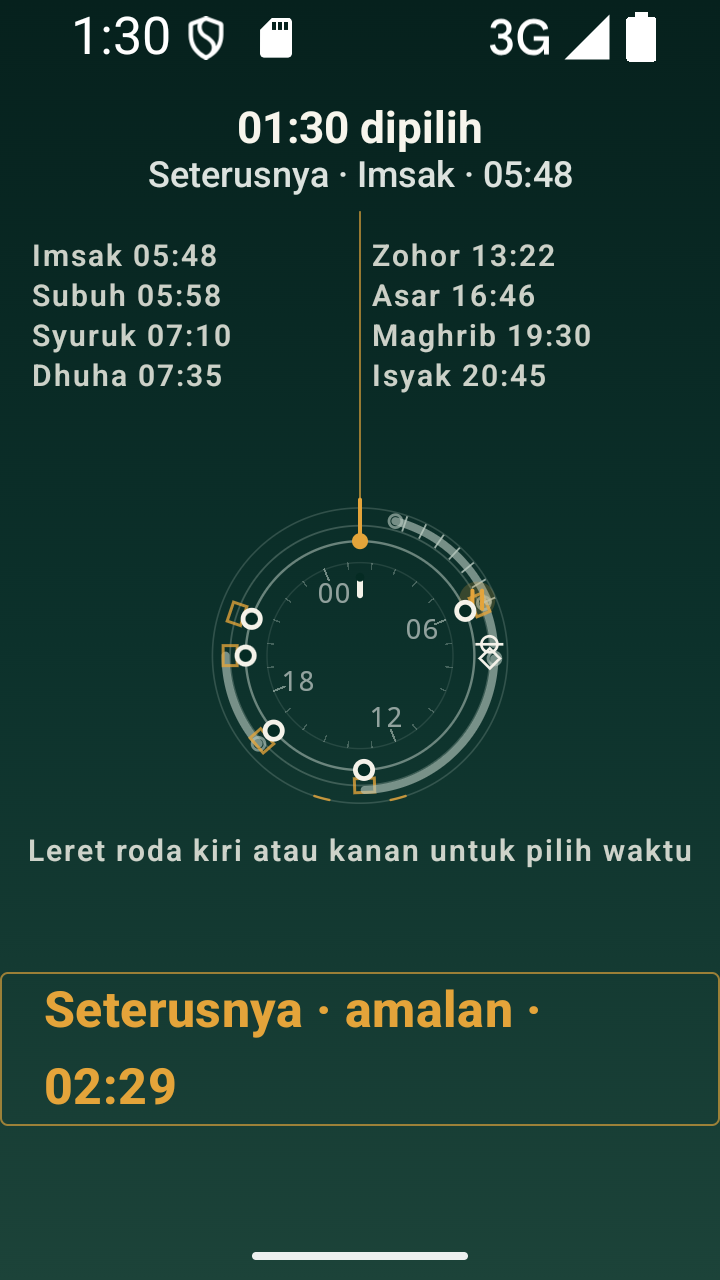 1:30 3G
01:30 dipilih
Seterusnya · Imsak · 05:48
Imsak 05:48
Subuh 05:58
Syuruk 07:10
Dhuha 07:35
Zohor 13:22
Asar 16:46
Maghrib 19:30
Isyak 20:45
00
06
18
12
Leret roda kiri atau kanan untuk pilih waktu
Seterusnya · amalan ·
02:29